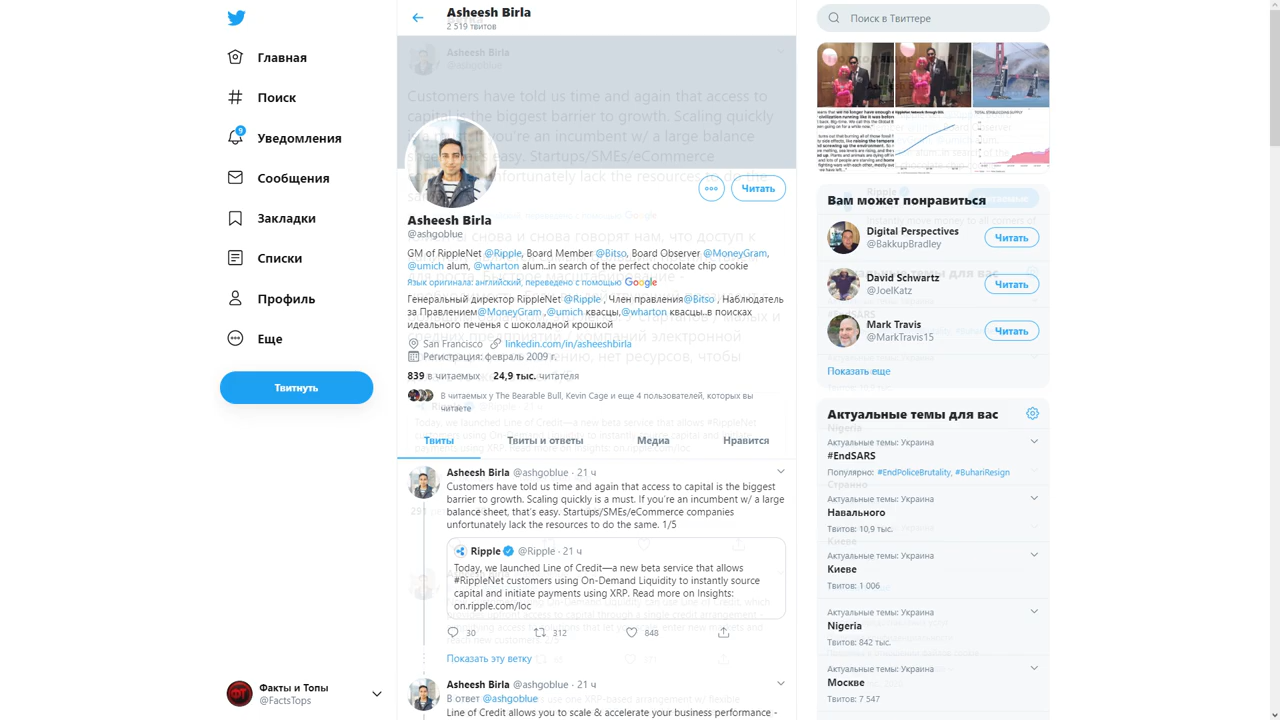 Главная
Поиск
9
Уведомления
Сообщения
Закладки
Списки
Профиль
Еще
Твитнуть
Факты и Топы
@FactsTops
Asheesh Birla
2 519 твитов
Читать
Asheesh Birla
@ashgoblue
GM of RippleNet @Ripple, Board Member @Bitso, Board Observer @MoneyGram,
@umich alum, @wharton alum..in search of the perfect chocolate chip cookie
Язык оригинала: английский, переведено с помощью Google
Генеральный директор RippleNet @Ripple , Член правления@Bitso , Наблюдатель
за Правлением@MoneyGram ,@umich квасцы,@wharton квасцы..в поисках
идеального печенья с шоколадной крошкой
San Francisco linkedin.com/in/asheeshbirla
Регистрация: февраль 2009 г.
839 в читаемых 24,9 тыс. читателя
В читаемых у The Bearable Bull, Kevin Cage и еще 4 пользователей, которых вы
читаете
Твиты Твиты и ответы Медиа Нравится
Asheesh Birla @ashgoblue · 21 ч
Customers have told us time and again that access to capital is the biggest
barrier to growth. Scaling quickly is a must. If you're an incumbent w/ a large
balance sheet, that's easy. Startups/SMEs/eCommerce companies
unfortunately lack the resources to do the same. 1/5
Ripple @Ripple · 21 ч
Today, we launched Line of Credit—a new beta service that allows
#RippleNet customers using On-Demand Liquidity to instantly source
capital and initiate payments using XRP. Read more on Insights:
on.ripple.com/loc
30 312 848
Показать эту ветку
Asheesh Birla @ashgoblue · 21 ч
В ответ @ashgoblue
Line of Credit allows you to scale & accelerate your business performance -
Поиск в Твиттере
Вам может понравиться
Digital Perspectives
@BakkupBradley
Читать
David Schwartz
@JoelKatz
Читать
Mark Travis
@MarkTravis15
Читать
Показать еще
Актуальные темы для вас
Актуальные темы: Украина
#EndSARS
Популярно: #EndPoliceBrutality, #BuhariResign
Актуальные темы: Украина
Навального
Твитов: 10,9 тыс.
Актуальные темы: Украина
Киеве
Твитов: 1 006
Актуальные темы: Украина
Nigeria
Твитов: 842 тыс.
Актуальные темы: Украина
Москве
Твитов: 7 547